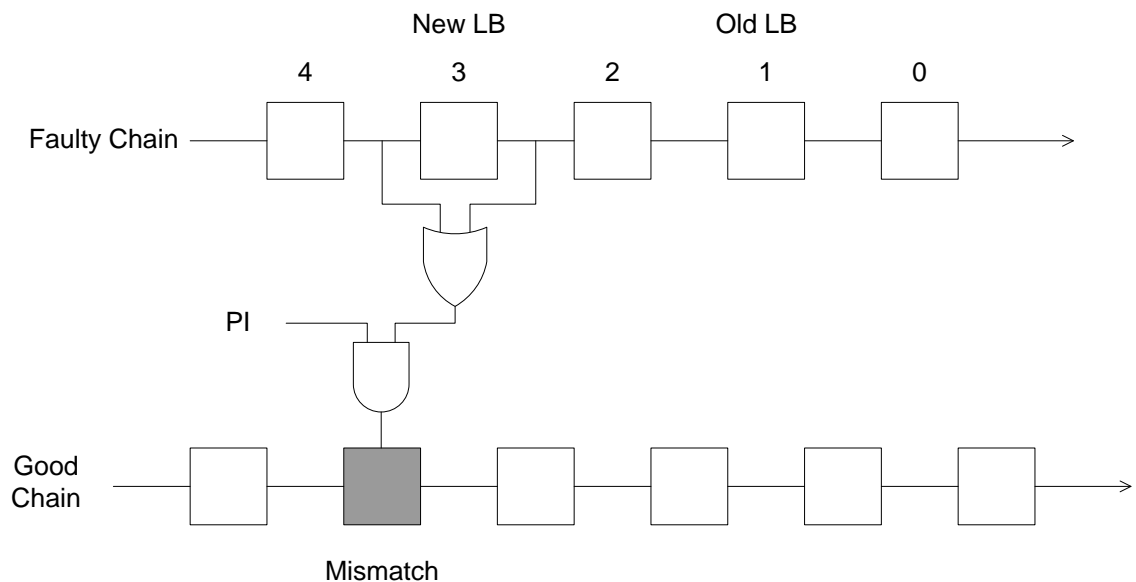 New LB Old LB
4 3 2 1 0
Faulty Chain
PI
Good
Chain
Mismatch